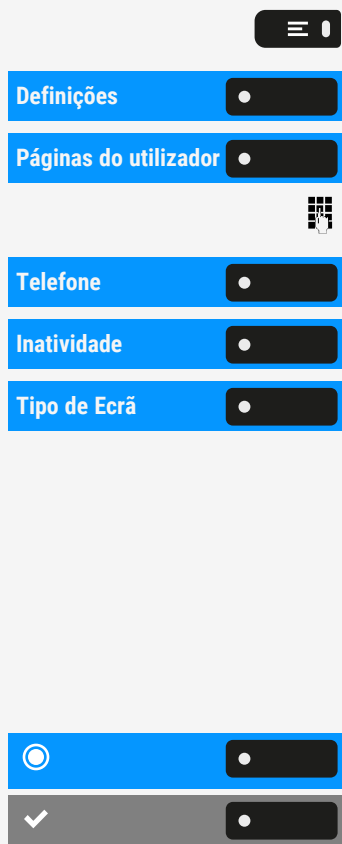 Definições
Páginas do utilizador
Telefone
Inatividade
Tipo de Ecrã